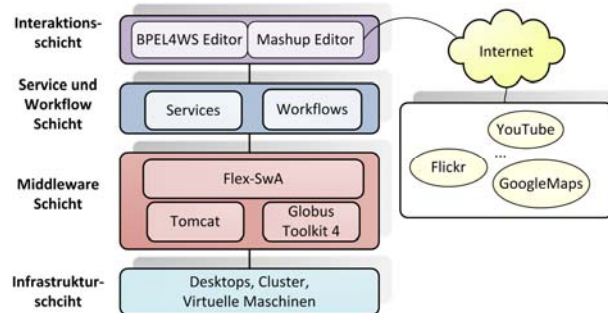 Interaktions-
schicht
BPEL4WS Editor
Mashup Editor
Internet
Service und
Workflow
Schicht
Services
Workflows
YouTube
...
Flickr
GoogleMaps
Middleware
Schicht
Flex-SwA
Tomcat
Globus
Toolkit 4
Infrastruktur-
schciht
Desktops, Cluster,
Virtuelle Maschinen